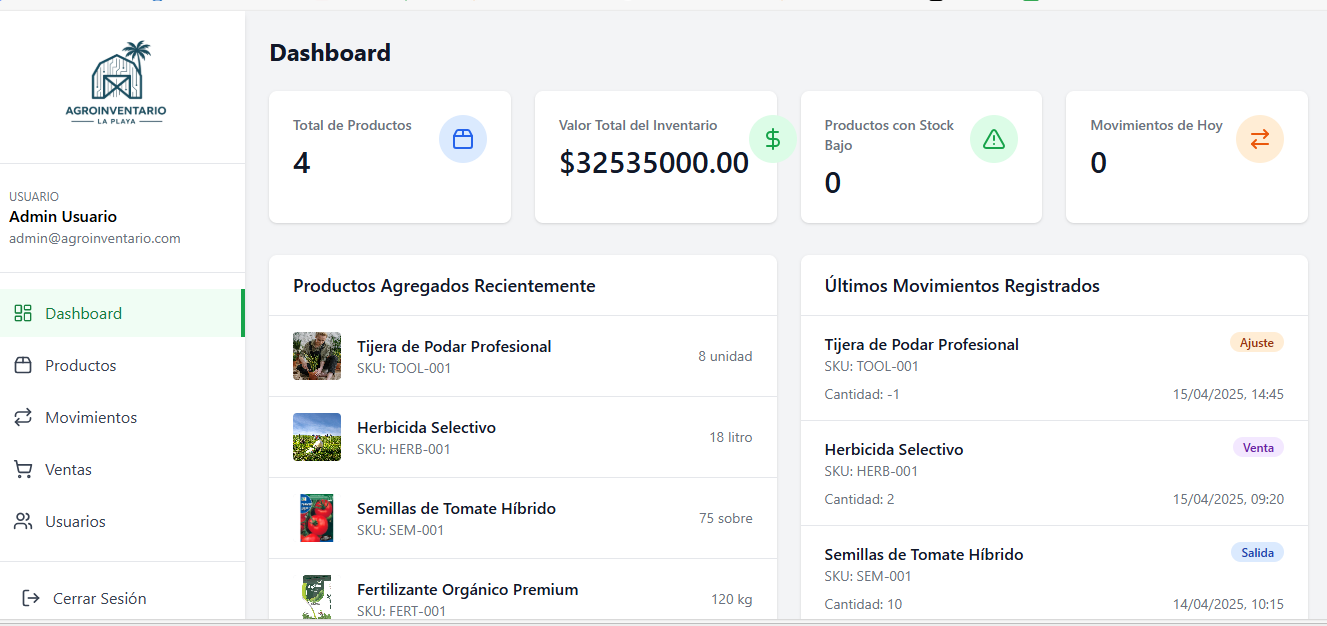 AGROINVENTARIO
LA PLAYA
USUARIO
Admin Usuario
admin@agroinventario.com
Dashboard
Productos
Movimientos
Ventas
Usuarios
Cerrar Sesión
Dashboard
Total de Productos
4
Valor Total del Inventario
$32535000.00
$
Productos con Stock
Bajo
0
Movimientos de Hoy
0
Productos Agregados Recientemente
Tijera de Podar Profesional
SKU: TOOL-001
8 unidad
Herbicida Selectivo
SKU: HERB-001
18 litro
Semillas de Tomate Híbrido
SKU: SEM-001
75 sobre
Fertilizante Orgánico Premium
SKU: FERT-001
120 kg
Últimos Movimientos Registrados
Tijera de Podar Profesional
Ajuste
SKU: TOOL-001
Cantidad: -1
15/04/2025, 14:45
Herbicida Selectivo
Venta
SKU: HERB-001
Cantidad: 2
15/04/2025, 09:20
Semillas de Tomate Híbrido
Salida
SKU: SEM-001
Cantidad: 10
14/04/2025, 10:15